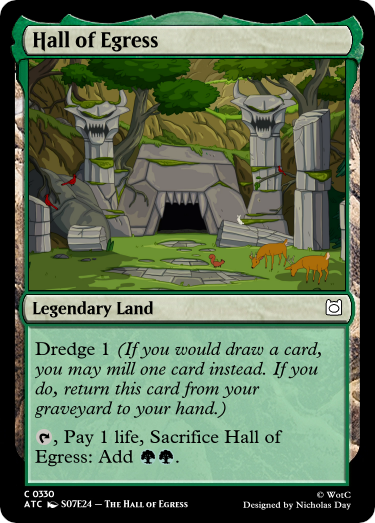 Hall of Egress
Legendary Land
Dredge 1 (If you would draw a card,
you may mill one card instead. If you
do, return this card from your
graveyard to your hand.)
, Pay 1 life, Sacrifice Hall of
Egress: Add .
C 0330
© WotC
ATC S07E24 – The Hall of Egress
Designed by Nicholas Day